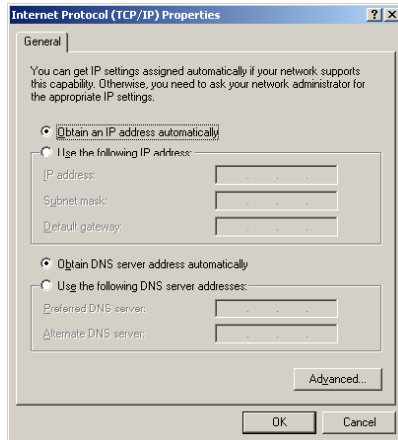 Internet Protocol (TCP/IP) Properties
General
You can get IP settings assigned automatically if your network supports
this capability. Otherwise, you need to ask your network administrator for
the appropriate IP settings.
Obtain an IP address automatically
Use the following IP address:
IP address:
Subnet mask:
Default gateway:
Obtain DNS server address automatically
Use the following DNS server addresses:
Preferred DNS server:
Alternate DNS server:
Advanced...
OK
Cancel